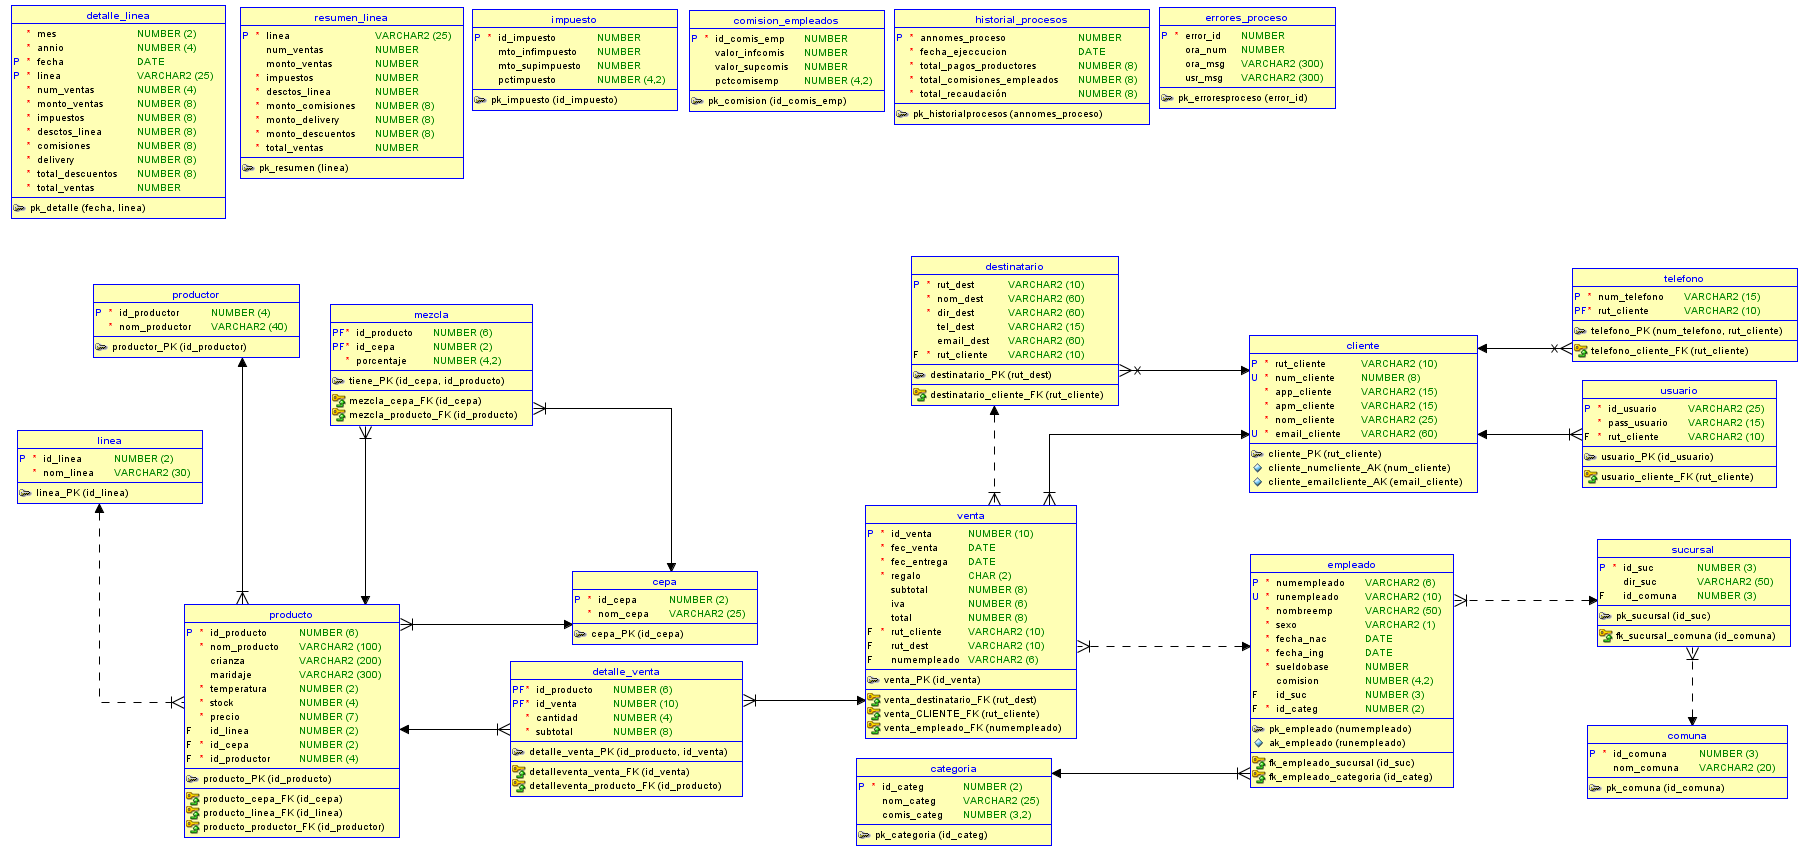 detalle_linea
* mes NUMBER (2)
* annio NUMBER (4)
P * fecha DATE
P * linea VARCHAR2 (25)
* num_ventas NUMBER (4)
* monto_ventas NUMBER (8)
* impuestos NUMBER (8)
* desctos_linea NUMBER (8)
* comisiones NUMBER (8)
* delivery NUMBER (8)
* total_descuentos NUMBER (8)
* total_ventas NUMBER
pk_detalle (fecha, linea)
resumen_linea
P * linea VARCHAR2 (25)
num_ventas NUMBER
monto_ventas NUMBER
* impuestos NUMBER
* desctos_linea NUMBER
* monto_comisiones NUMBER (8)
* monto_delivery NUMBER (8)
* monto_descuentos NUMBER (8)
* total_ventas NUMBER
pk_resumen (linea)
impuesto
P * id_impuesto NUMBER
mto_infimpuesto NUMBER
mto_supimpuesto NUMBER
pctimpuesto NUMBER (4,2)
pk_impuesto (id_impuesto)
comision_empleados
P * id_comis_emp NUMBER
valor_infcomis NUMBER
valor_supcomis NUMBER
pctcomisemp NUMBER (4,2)
pk_comision (id_comis_emp)
historial_procesos
P * annomes_proceso NUMBER
* fecha_ejeccucion DATE
* total_pagos_productores NUMBER (8)
* total_comisiones_empleados NUMBER (8)
* total_recaudación NUMBER (8)
pk_historialprocesos (annomes_proceso)
errores_proceso
P * error_id NUMBER
ora_num NUMBER
ora_msg VARCHAR2 (300)
usr_msg VARCHAR2 (300)
pk_erroresproceso (error_id)
productor
P * id_productor NUMBER (4)
* nom_productor VARCHAR2 (40)
productor_PK (id_productor)
mezcla
PF* id_producto NUMBER (6)
PF* id_cepa NUMBER (2)
* porcentaje NUMBER (4,2)
tiene_PK (id_cepa, id_producto)
mezcla_cepa_FK (id_cepa)
mezcla_producto_FK (id_producto)
destinatario
P * rut_dest VARCHAR2 (10)
* nom_dest VARCHAR2 (60)
* dir_dest VARCHAR2 (60)
tel_dest VARCHAR2 (15)
email_dest VARCHAR2 (60)
F * rut_cliente VARCHAR2 (10)
destinatario_PK (rut_dest)
destinatario_cliente_FK (rut_cliente)
telefono
P * num_telefono VARCHAR2 (15)
PF* rut_cliente VARCHAR2 (10)
telefono_PK (num_telefono, rut_cliente)
telefono_cliente_FK (rut_cliente)
cliente
P * rut_cliente VARCHAR2 (10)
U * num_cliente NUMBER (8)
* app_cliente VARCHAR2 (15)
* apm_cliente VARCHAR2 (15)
* nom_cliente VARCHAR2 (25)
U * email_cliente VARCHAR2 (60)
cliente_PK (rut_cliente)
cliente_numcliente_AK (num_cliente)
cliente_emailcliente_AK (email_cliente)
usuario
P * id_usuario VARCHAR2 (25)
* pass_usuario VARCHAR2 (15)
F * rut_cliente VARCHAR2 (10)
usuario_PK (id_usuario)
usuario_cliente_FK (rut_cliente)
linea
P * id_linea NUMBER (2)
* nom_linea VARCHAR2 (30)
linea_PK (id_linea)
venta
P * id_venta NUMBER (10)
* fec_venta DATE
* fec_entrega DATE
* regalo CHAR (2)
subtotal NUMBER (8)
iva NUMBER (6)
total NUMBER (8)
F * rut_cliente VARCHAR2 (10)
F rut_dest VARCHAR2 (10)
F numempleado VARCHAR2 (6)
venta_PK (id_venta)
venta_destinatario_FK (rut_dest)
venta_CLIENTE_FK (rut_cliente)
venta_empleado_FK (numempleado)
empleado
P * numempleado VARCHAR2 (6)
U * runempleado VARCHAR2 (10)
* nombreemp VARCHAR2 (50)
* sexo VARCHAR2 (1)
* fecha_nac DATE
* fecha_ing DATE
* sueldobase NUMBER
comision NUMBER (4,2)
F id_suc NUMBER (3)
F * id_categ NUMBER (2)
pk_empleado (numempleado)
ak_empleado (runempleado)
fk_empleado_sucursal (id_suc)
fk_empleado_categoria (id_categ)
sucursal
P * id_suc NUMBER (3)
dir_suc VARCHAR2 (50)
F id_comuna NUMBER (3)
pk_sucursal (id_suc)
fk_sucursal_comuna (id_comuna)
cepa
P * id_cepa NUMBER (2)
* nom_cepa VARCHAR2 (25)
cepa_PK (id_cepa)
producto
P * id_producto NUMBER (6)
* nom_producto VARCHAR2 (100)
crianza VARCHAR2 (200)
maridaje VARCHAR2 (300)
* temperatura NUMBER (2)
* stock NUMBER (4)
* precio NUMBER (7)
F id_linea NUMBER (2)
F * id_cepa NUMBER (2)
F * id_productor NUMBER (4)
producto_PK (id_producto)
producto_cepa_FK (id_cepa)
producto_linea_FK (id_linea)
producto_productor_FK (id_productor)
detalle_venta
PF* id_producto NUMBER (6)
PF* id_venta NUMBER (10)
* cantidad NUMBER (4)
* subtotal NUMBER (8)
detalle_venta_PK (id_producto, id_venta)
detalleventa_venta_FK (id_venta)
detalleventa_producto_FK (id_producto)
categoria
P * id_categ NUMBER (2)
nom_categ VARCHAR2 (25)
comis_categ NUMBER (3,2)
pk_categoria (id_categ)
comuna
P * id_comuna NUMBER (3)
nom_comuna VARCHAR2 (20)
pk_comuna (id_comuna)